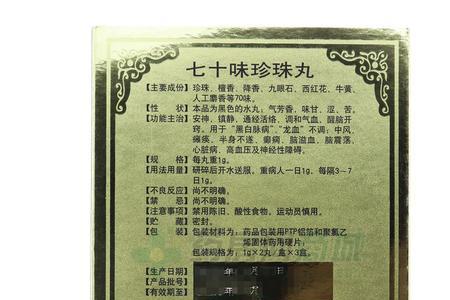 七十味珍珠丸
【主要成份】珍珠、檀香、降香、九眼石、西红花、牛黄、
人工麝香等70味。
【性 状】本品为黑色的水丸;气芳香,味甘、涩、苦。
【功能主治】安神,镇静,通经活络,调和气血,醒脑开
窍。用于“黑白脉病”、“龙血”不调;中风、
瘫痪、半身不遂、癫痫、脑溢血、脑震荡、
心脏病、高血压及神经性障碍。
【规 格】每丸重1g。
【用法用量】研碎后开水送服。重病人一日1g,每隔3~7
日1g。
【不良反应】尚不明确。
【禁 忌】尚不明确。
【注意事项】禁用陈旧、酸性食物。运动员慎用。
【贮 藏】密封。
【包 装】包装材料为:药品包装用PTP铝箔和聚氯乙
烯固体药用硬片;
包装规格为:1g×2丸/盒×3盒。
【生产日期】 年 月 日
【产品批号】
【有效期至】 年 月